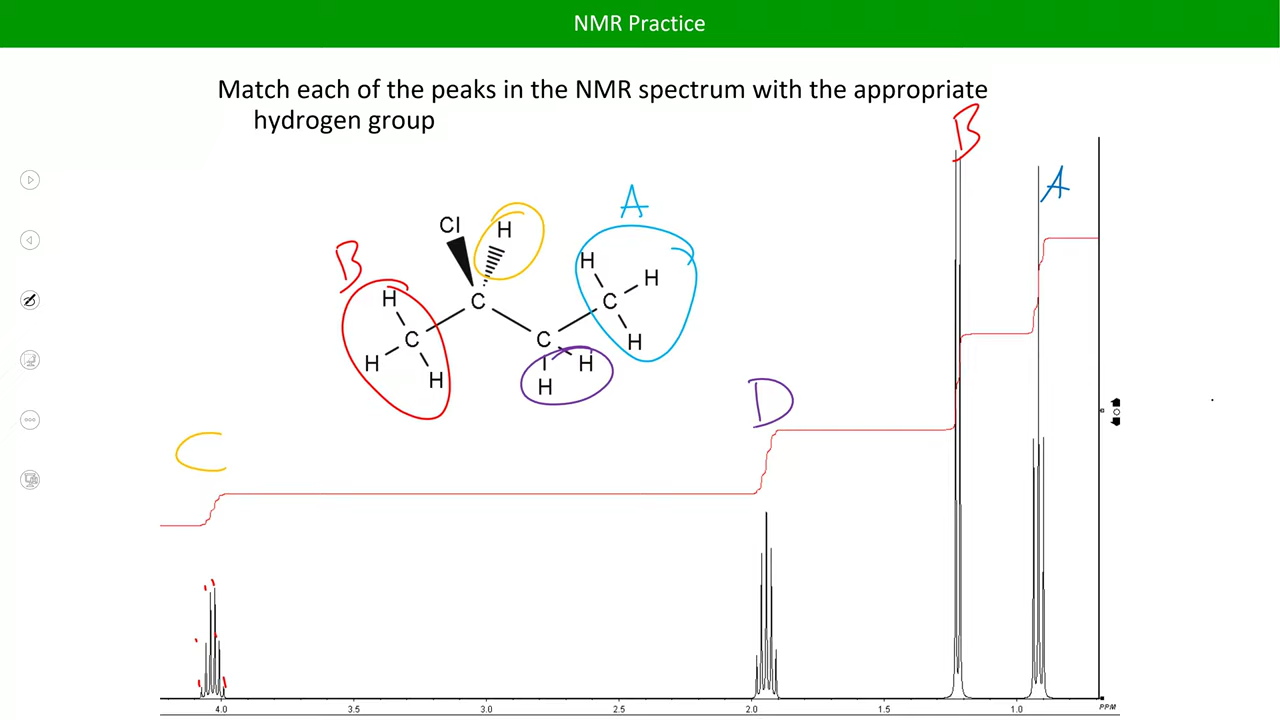 NMR Practice
Match each of the peaks in the NMR spectrum with the appropriate
hydrogen group
B
A
A
Cl H
B
H H
H C C
C C H
H H H
H
D
C
4.0 3.5 3.0 2.5 2.0 1.5 1.0 PPM